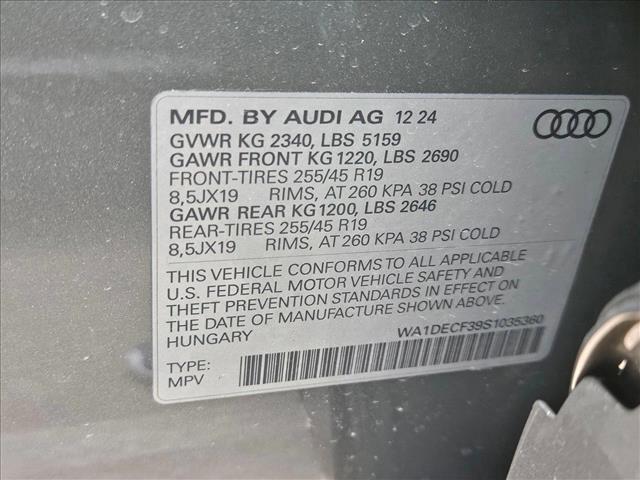 MFD. BY AUDI AG 12 24
GVWR KG 2340, LBS 5159
GAWR FRONT KG 1220, LBS 2690
FRONT-TIRES 255/45 R19
8,5JX19 RIMS, AT 260 KPA 38 PSI COLD
GAWR REAR KG 1200, LBS 2646
REAR-TIRES 255/45 R19
8,5JX19 RIMS, AT 260 KPA 38 PSI COLD
THIS VEHICLE CONFORMS TO ALL APPLICABLE
U.S. FEDERAL MOTOR VEHICLE SAFETY AND
THEFT PREVENTION STANDARDS IN EFFECT ON
THE DATE OF MANUFACTURE SHOWN ABOVE.
HUNGARY
WA1DECF39S1035360
TYPE:
MPV